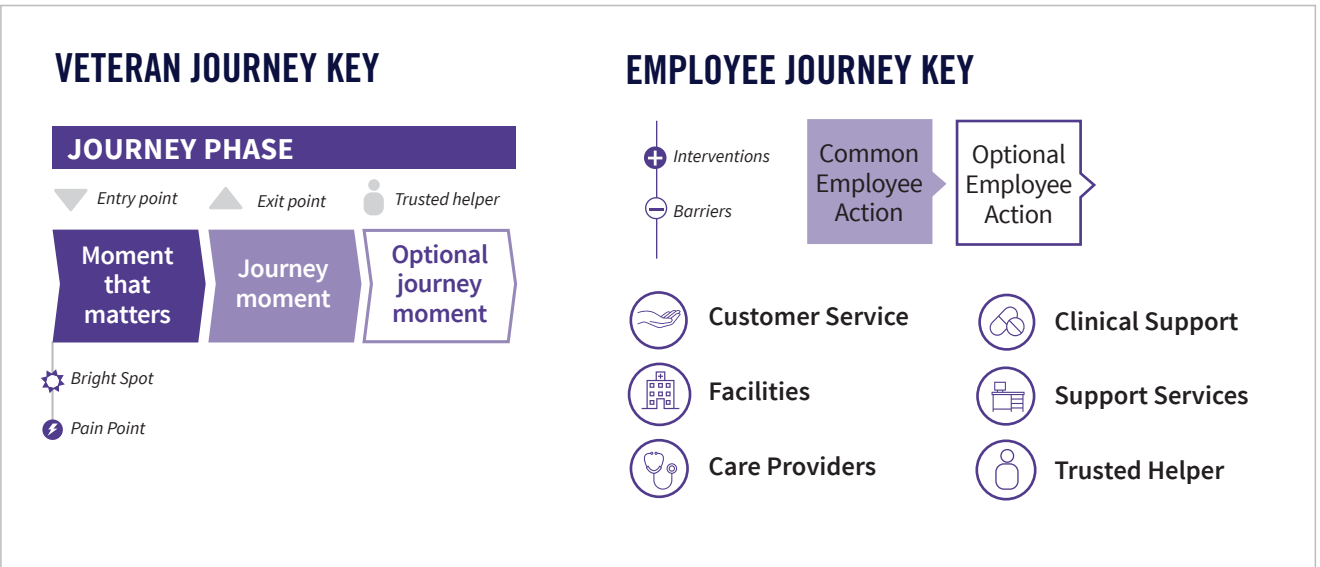 VETERAN JOURNEY KEY
JOURNEY PHASE
Entry point
Exit point
Trusted helper
Moment
that
matters
Journey
moment
Optional
journey
moment
Bright Spot
Pain Point
EMPLOYEE JOURNEY KEY
Interventions
Barriers
Common
Employee
Action
Optional
Employee
Action
Customer Service
Facilities
Care Providers
Clinical Support
Support Services
Trusted Helper